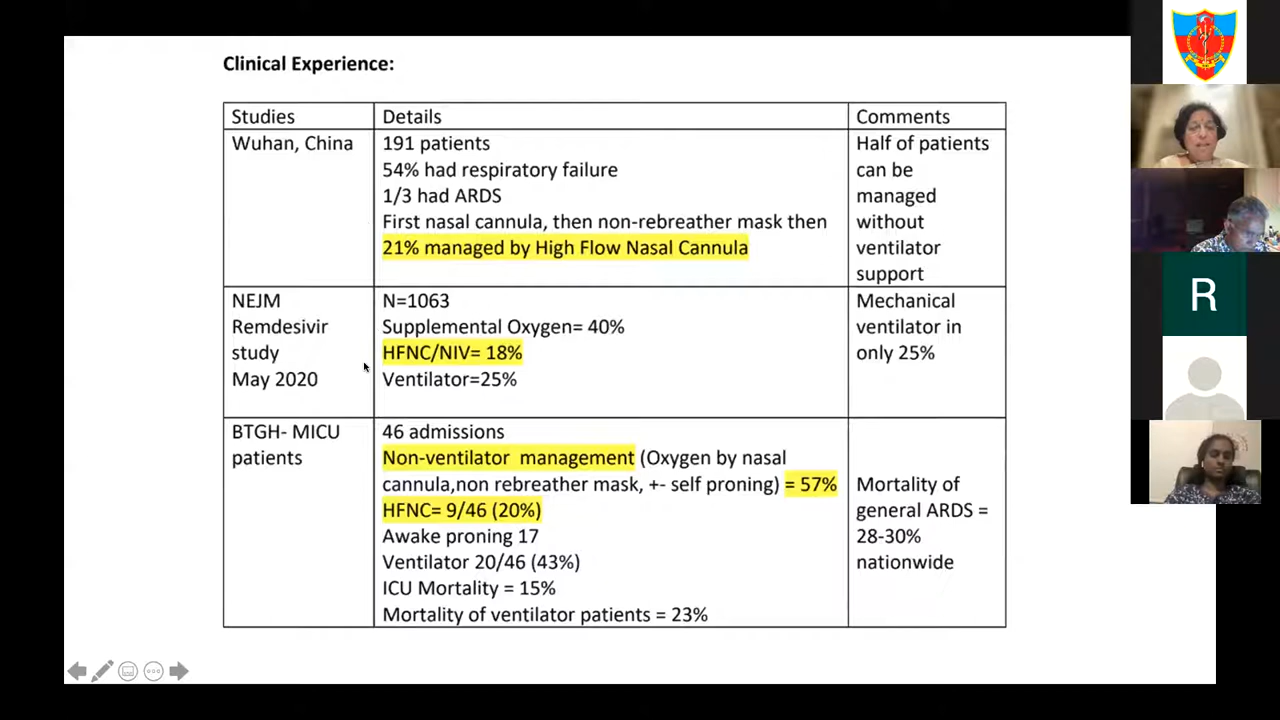 Clinical Experience:
Studies
Details
Comments
Wuhan, China
191 patients
54% had respiratory failure
1/3 had ARDS
First nasal cannula, then non-rebreather mask then
21% managed by High Flow Nasal Cannula
Half of patients
can be
managed
without
ventilator
support
NEJM
Remdesivir
study
May 2020
N=1063
Supplemental Oxygen= 40%
HFNC/NIV= 18%
Ventilator=25%
Mechanical
ventilator in
only 25%
BTGH- MICU
patients
46 admissions
Non-ventilator management (Oxygen by nasal
cannula,non rebreather mask, +- self proning) = 57%
HFNC= 9/46 (20%)
Awake proning 17
Ventilator 20/46 (43%)
ICU Mortality = 15%
Mortality of ventilator patients = 23%
Mortality of
general ARDS =
28-30%
nationwide
R